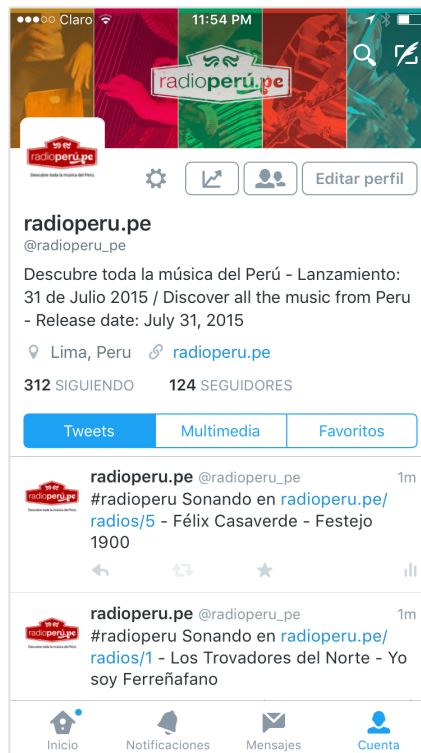 Claro 11:54 PM
radioperú.pe
radioperú.pe
Descubre toda la música del Perú.
Editar perfil
radioperu.pe
@radioperu_pe
Descubre toda la música del Perú - Lanzamiento:
31 de Julio 2015 / Discover all the music from Peru
- Release date: July 31, 2015
Lima, Peru radioperu.pe
312 SIGUIENDO 124 SEGUIDORES
Tweets Multimedia Favoritos
radioperú.pe
radioperu.pe @radioperu_pe 1m
#radioperu Sonando en radioperu.pe/
radios/5 - Félix Casaverde - Festejo
1900
radioperú.pe
radioperu.pe @radioperu_pe 1m
#radioperu Sonando en radioperu.pe/
radios/1 - Los Trovadores del Norte - Yo
soy Ferreñafano
Inicio Notificaciones Mensajes Cuenta